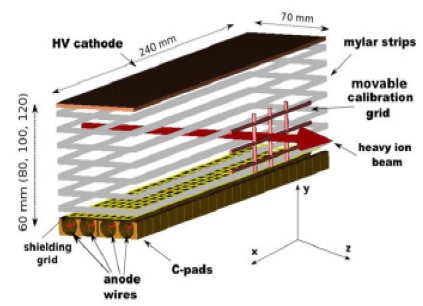 70 mm
HV cathode
240 mm
mylar strips
movable
calibration
grid
60 mm (80, 100, 120)
heavy ion
beam
y
shielding
grid
C-pads
x
z
anode
wires